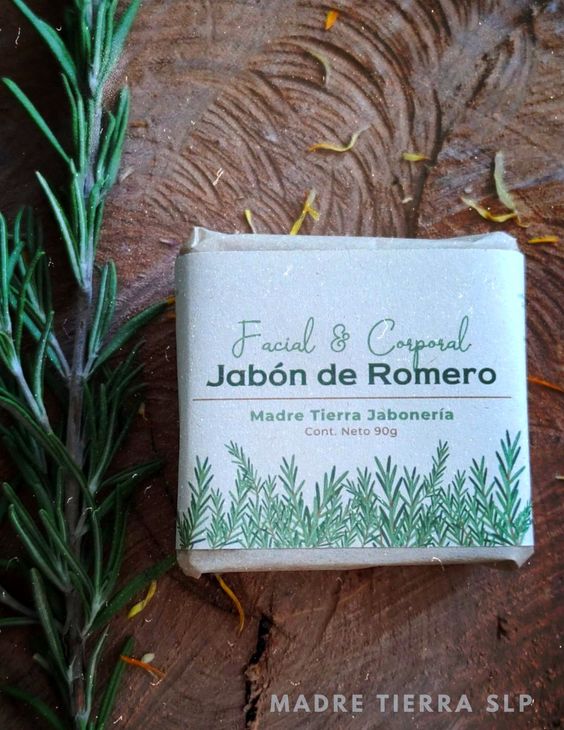 Facial & Corporal
Jabón de Romero
Madre Tierra Jabonería
Cont. Neto 90g
MADRE TIERRA SLP